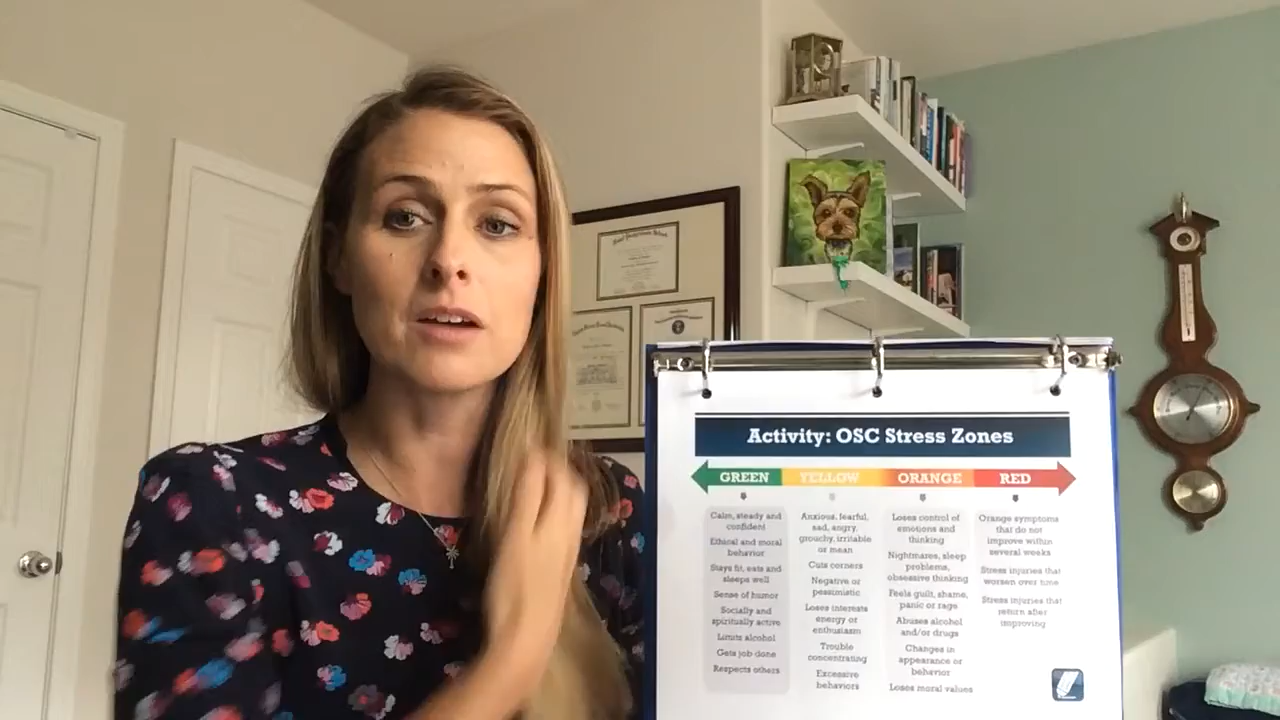 Activity: OSC Stress Zones
GREEN
YELLOW
ORANGE
RED
Calm, steady and
confident
Ethical and moral
behavior
Stays fit, eats and
sleeps well
Sense of humor
Socially and
spiritually active
Limits alcohol
Gets job done
Respects others
Anxious, fearful,
sad, angry,
grouchy, irritable
or mean
Cuts corners
Negative or
pessimistic
Loses interests
energy or
enthusiasm
Trouble
concentrating
Excessive
behaviors
Loses control of
emotions and
thinking
Nightmares, sleep
problems,
obsessive thinking
Feels guilt, shame,
panic or rage
Abuses alcohol
and/or drugs
Changes in
appearance or
behavior
Loses moral values
Orange symptoms
that do not
improve within
several weeks
Stress injuries that
worsen over time
Stress injuries that
return after
improving